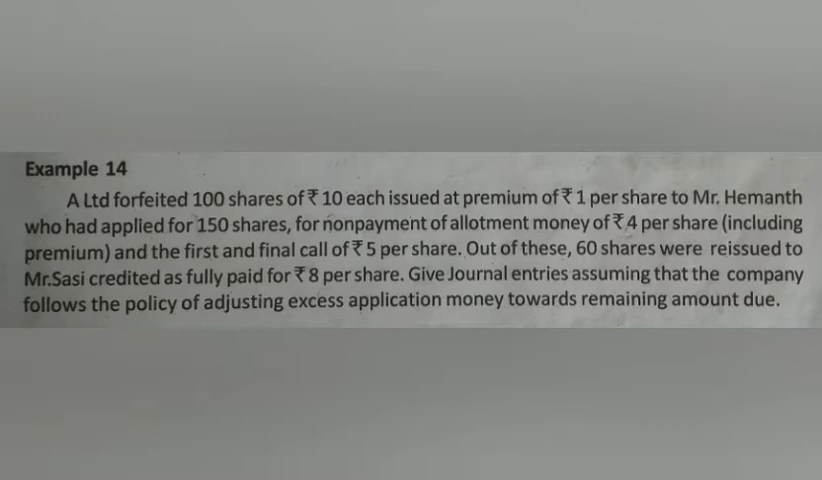 Example 14
A Ltd forfeited 100 shares of ₹ 10 each issued at premium of ₹ 1 per share to Mr. Hemanth
who had applied for 150 shares, for nonpayment of allotment money of ₹ 4 per share (including
premium) and the first and final call of ₹ 5 per share. Out of these, 60 shares were reissued to
Mr.Sasi credited as fully paid for ₹ 8 per share. Give Journal entries assuming that the company
follows the policy of adjusting excess application money towards remaining amount due.